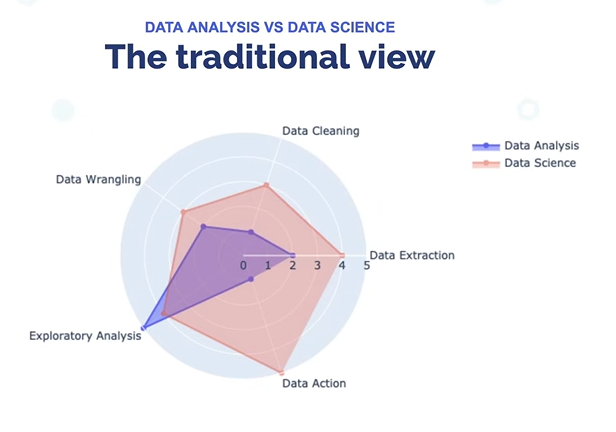 DATA ANALYSIS VS DATA SCIENCE
The traditional view
Data Cleaning
Data Analysis
Data Science
Data Wrangling
Data Extraction
0 1 2 3 4 5
Exploratory Analysis
Data Action